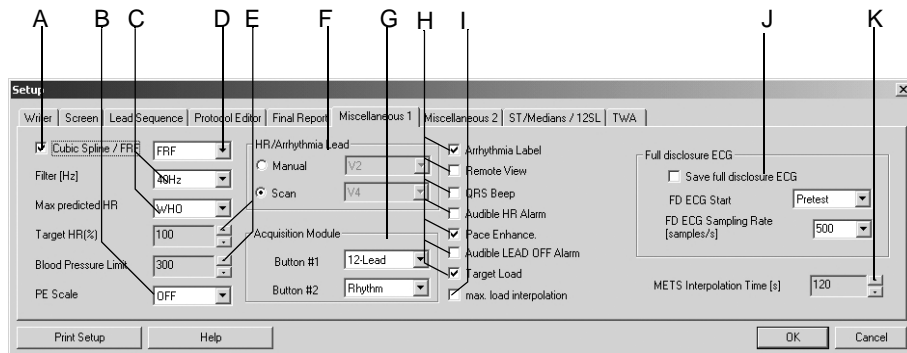 A B C D E F G H I J K
Setup
Writer Screen Lead Sequence Protocol Editor Final Report Miscellaneous 1 Miscellaneous 2 ST/Medians / 12SL TWA
Cubic Spline / FRF FRF
Filter [Hz] 40Hz
Max predicted HR WHO
Target HR(%) 100
Blood Pressure Limit 300
PE Scale OFF
HR/Arrhythmia Lead
Manual V2
Scan V4
Acquisition Module
Button #1 12-Lead
Button #2 Rhythm
Arrhythmia Label
Remote View
QRS Beep
Audible HR Alarm
Pace Enhance.
Audible LEAD OFF Alarm
Target Load
max. load interpolation
Full disclosure ECG
Save full disclosure ECG
FD ECG Start Pretest
FD ECG Sampling Rate
[samples/s] 500
METS Interpolation Time [s] 120
Print Setup Help OK Cancel